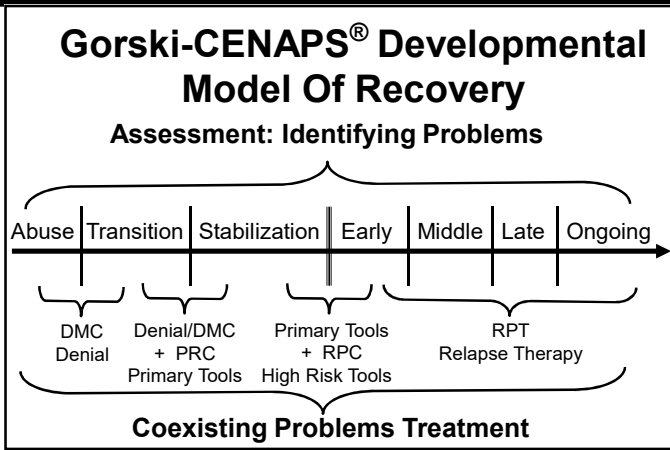 Gorski-CENAPS® Developmental
Model Of Recovery
Assessment: Identifying Problems
Abuse Transition Stabilization Early Middle Late Ongoing
DMC
Denial
Denial/DMC
+ PRC
Primary Tools
Primary Tools
+ RPC
High Risk Tools
RPT
Relapse Therapy
Coexisting Problems Treatment